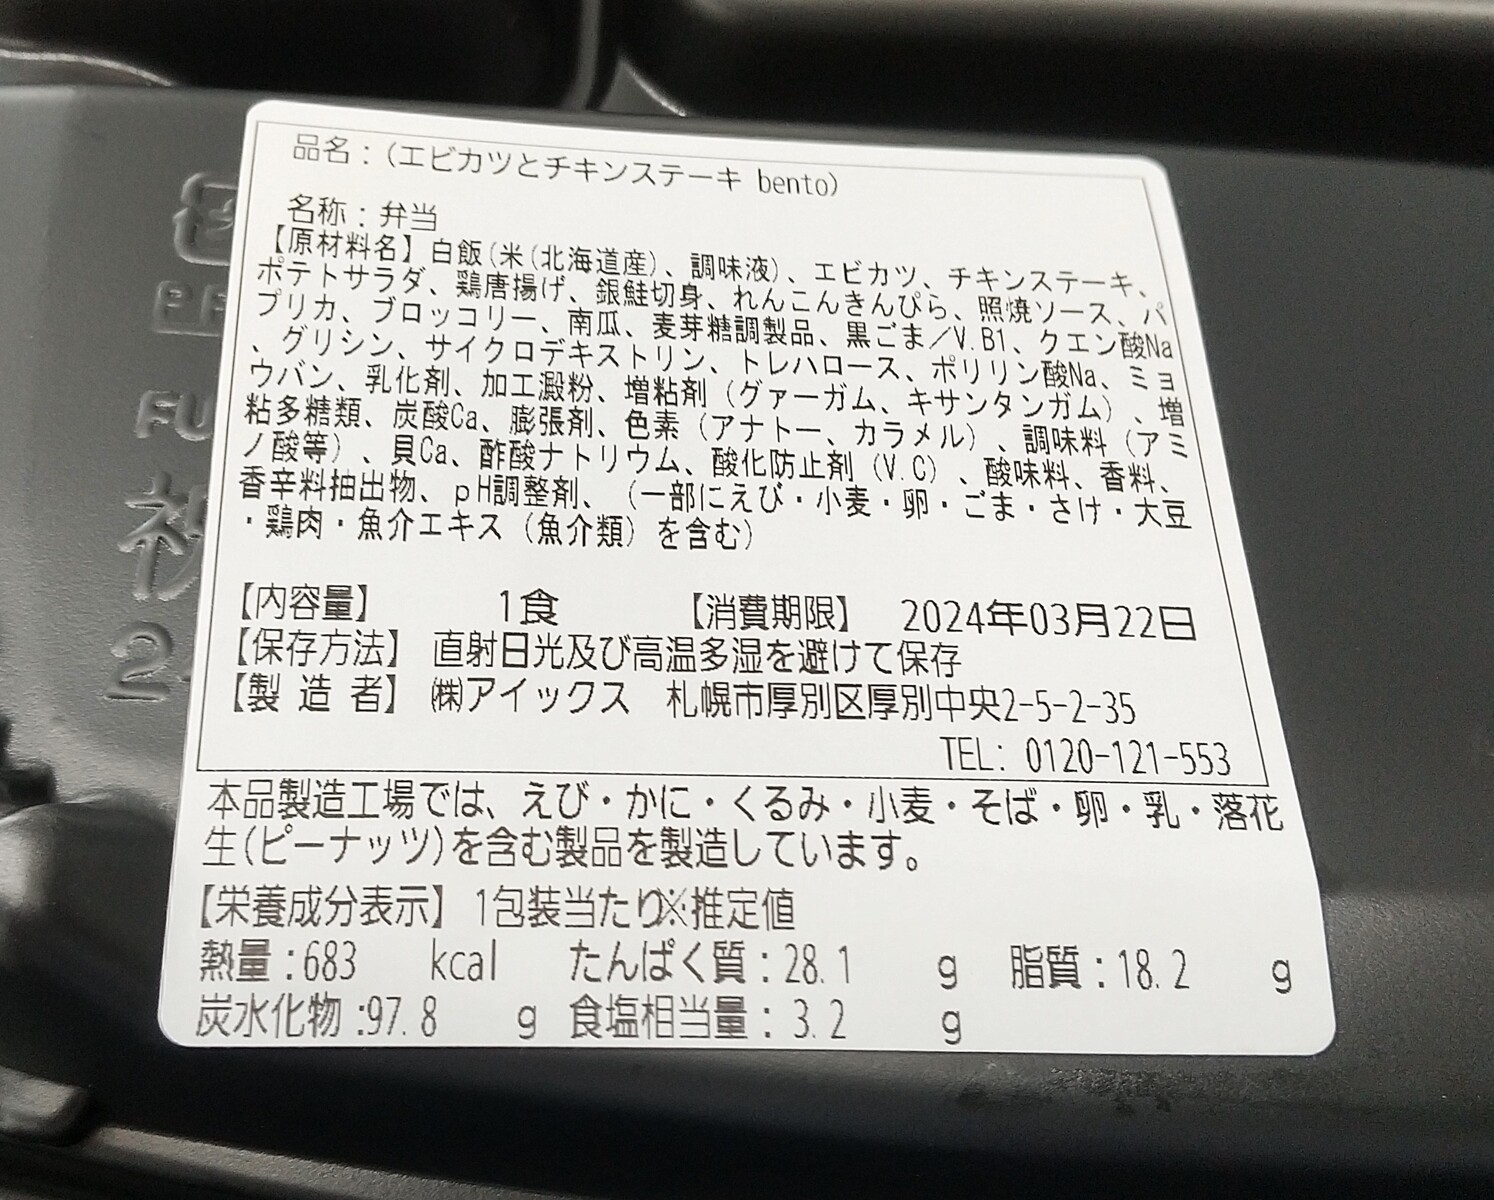 品名:(エビカツとチキンステーキ bento)
名称:弁当
【原材料名】白飯(米(北海道産)、調味液)、エビカツ、チキンステーキ、
ポテトサラダ、鶏唐揚げ、銀鮭切身、れんこんきんぴら、照焼ソース、パ
プリカ、ブロッコリー、南瓜、麦芽糖調製品、黒ごま/V.B1、クエン酸Na
、グリシン、サイクロデキストリン、トレハロース、ポリリン酸Na、ミョ
ウバン、乳化剤、加工澱粉、増粘剤(グァーガム、キサンタンガム)、増
粘多糖類、炭酸Ca、膨張剤、色素(アナトー、カラメル)、調味料(アミ
ノ酸等)、貝Ca、酢酸ナトリウム、酸化防止剤(V.C)、酸味料、香料、
香辛料抽出物、pH調整剤、(一部にえび・小麦・卵・ごま・さけ・大豆
・鶏肉・魚介エキス(魚介類)を含む)
【内容量】 1食 【消費期限】 2024年03月22日
【保存方法】 直射日光及び高温多湿を避けて保存
【製造者】 ㈱アイックス 札幌市厚別区厚別中央2-5-2-35
TEL: 0120-121-553
本品製造工場では、えび・かに・くるみ・小麦・そば・卵・乳・落花
生(ピーナッツ)を含む製品を製造しています。
【栄養成分表示】 1包装当たり※推定値
熱量:683 kcal たんぱく質:28.1 g 脂質:18.2 g
炭水化物:97.8 g 食塩相当量:3.2 g